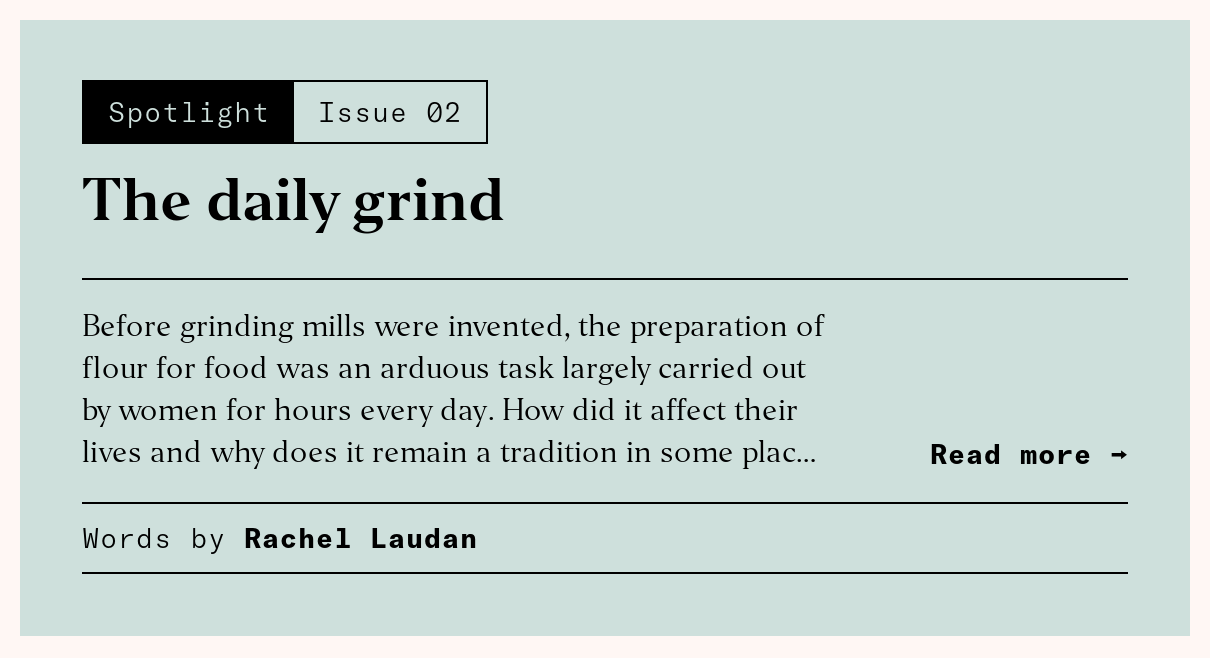 Spotlight Issue 02
The daily grind
Before grinding mills were invented, the preparation of
flour for food was an arduous task largely carried out
by women for hours every day. How did it affect their
lives and why does it remain a tradition in some plac...
Read more →
Words by Rachel Laudan